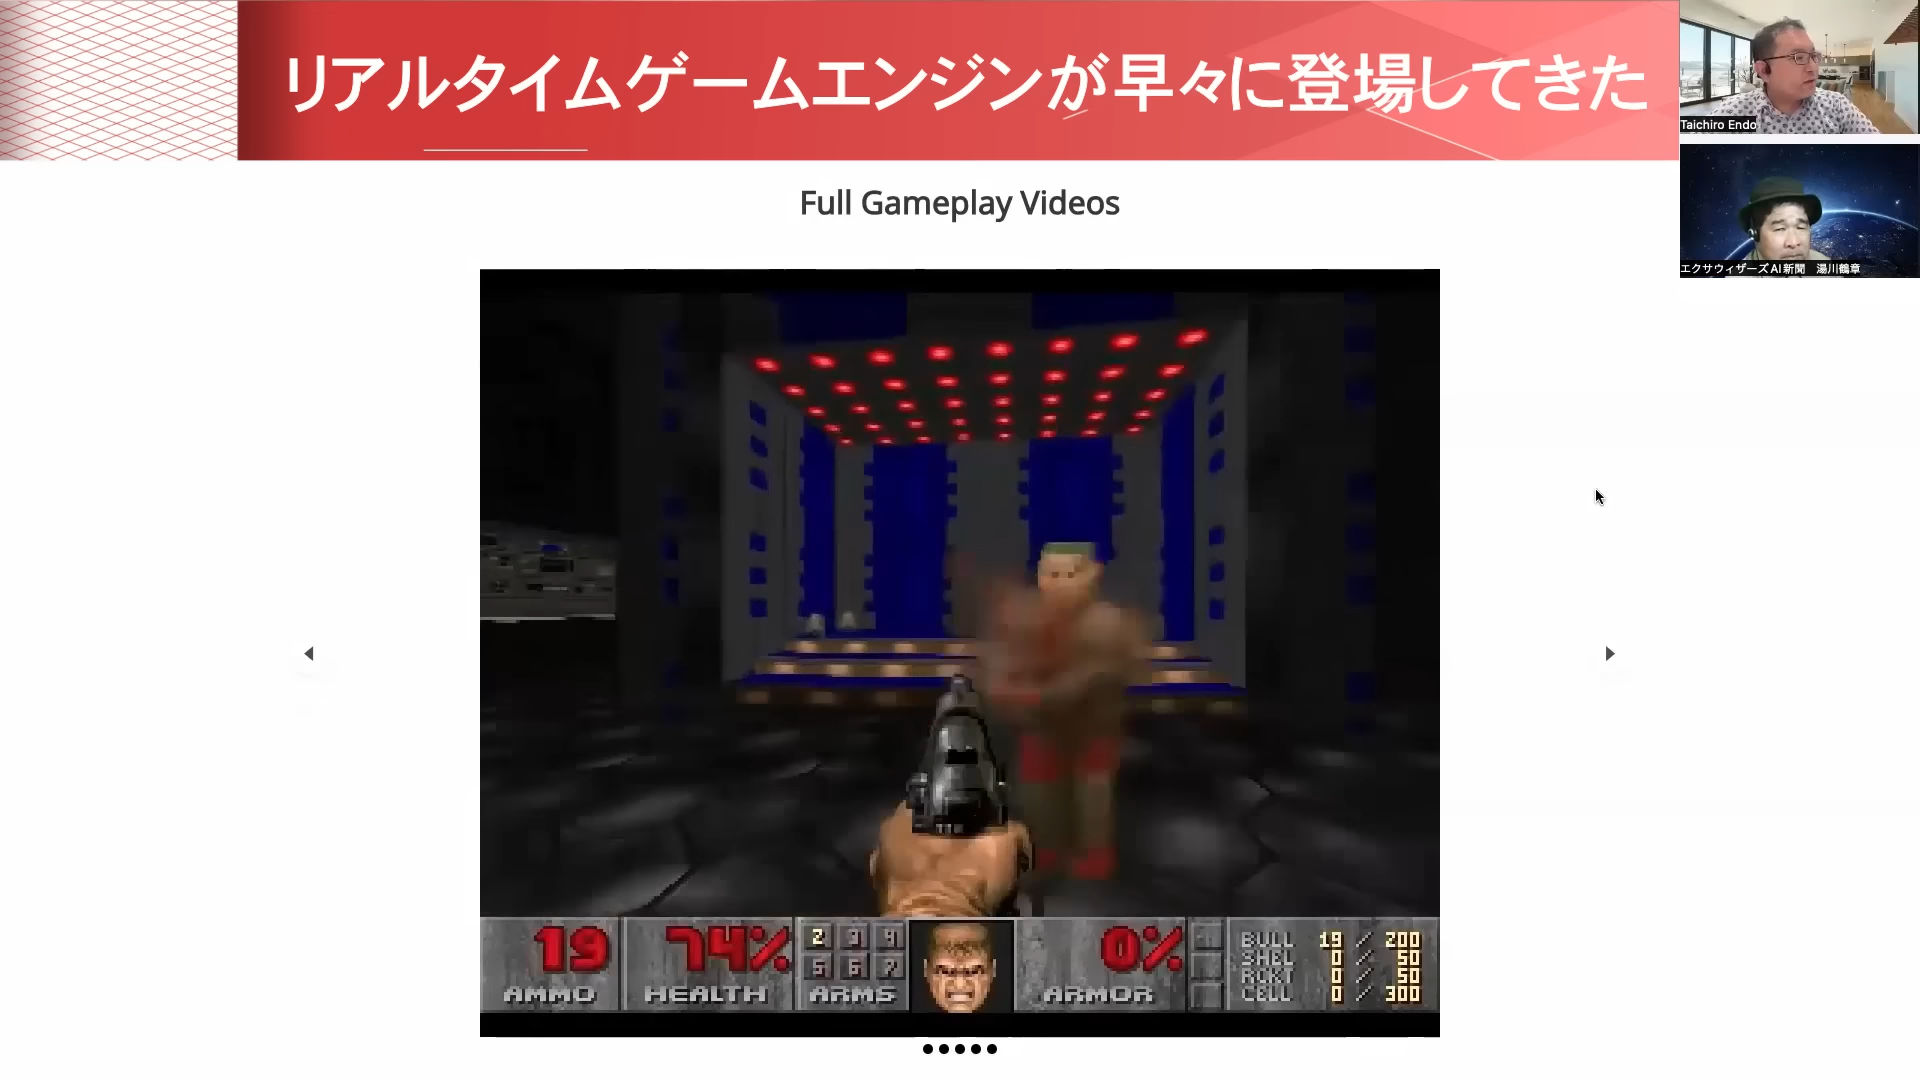 リアルタイムゲームエンジンが早々に登場してきた
Taichiro Endo
エクサウィザーズAI新聞　湯川鶴章
Full Gameplay Videos
19
AMMO
74%
HEALTH
2 3 4
5 6 7
ARMS
0%
ARMOR
BULL 19 / 200
SHEL 0 / 50
RCKT 0 / 50
CELL 0 / 300